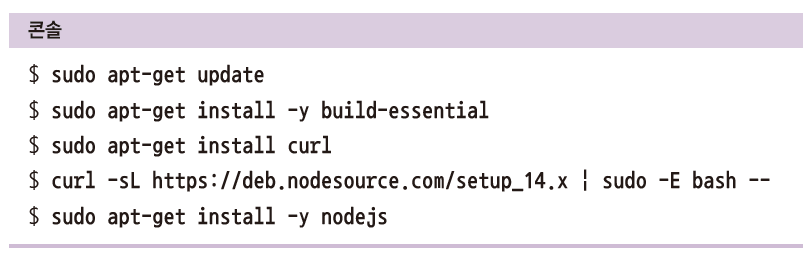 콘솔
$ sudo apt-get update
$ sudo apt-get install -y build-essential
$ sudo apt-get install curl
$ curl -sL https://deb.nodesource.com/setup_14.x | sudo -E bash --
$ sudo apt-get install -y nodejs